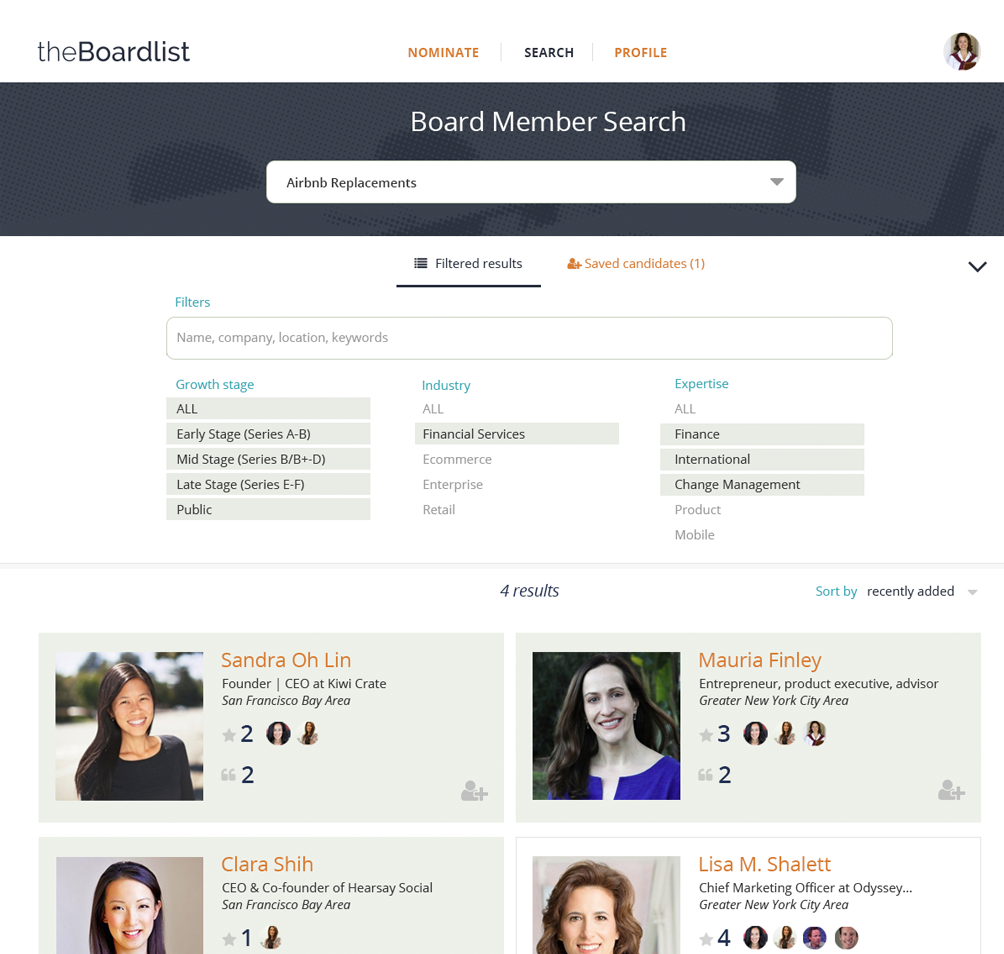 theBoardlist
NOMINATE
SEARCH
PROFILE
Board Member Search
Airbnb Replacements
Filtered results
Saved candidates (1)
Filters
Name, company, location, keywords
Growth stage
ALL
Early Stage (Series A-B)
Mid Stage (Series B/B+-D)
Late Stage (Series E-F)
Public
Industry
ALL
Financial Services
Ecommerce
Enterprise
Retail
Expertise
ALL
Finance
International
Change Management
Product
Mobile
4 results
Sort by recently added
Sandra Oh Lin
Founder | CEO at Kiwi Crate
San Francisco Bay Area
2
2
Mauria Finley
Entrepreneur, product executive, advisor
Greater New York City Area
3
2
Clara Shih
CEO & Co-founder of Hearsay Social
San Francisco Bay Area
1
Lisa M. Shalett
Chief Marketing Officer at Odyssey...
Greater New York City Area
4